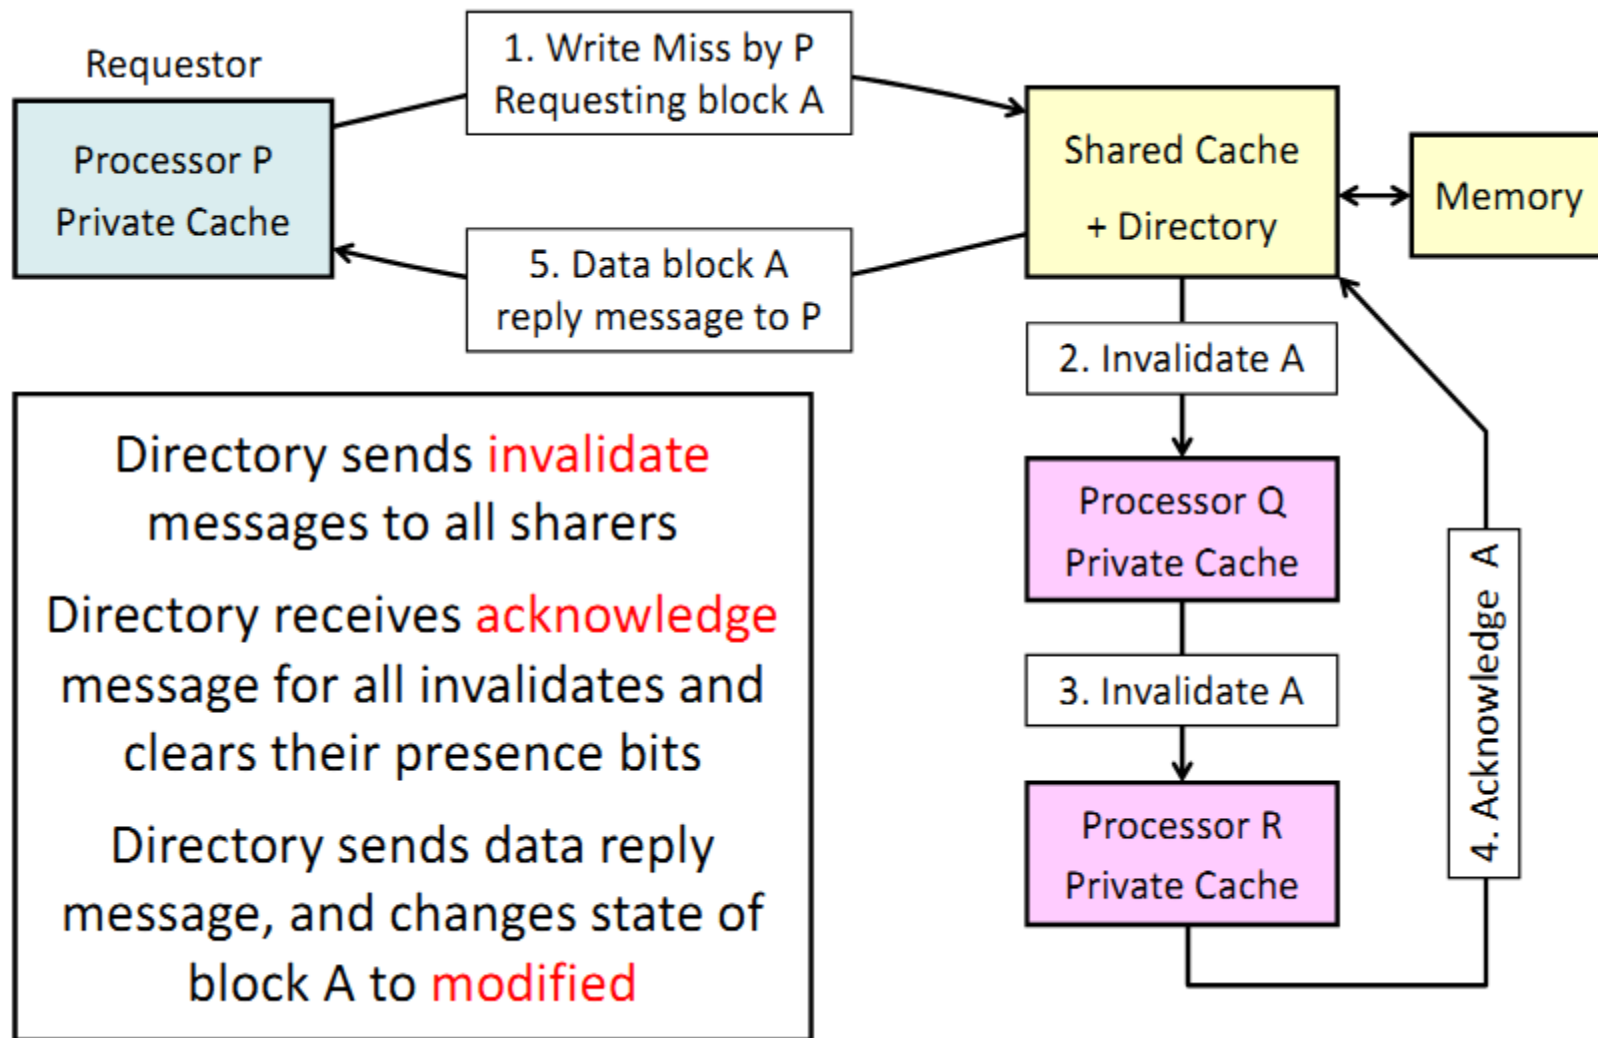 Requestor
Processor P
Private Cache
1. Write Miss by P
Requesting block A
Shared Cache
+ Directory
Memory
5. Data block A
reply message to P
2. Invalidate A
Processor Q
Private Cache
3. Invalidate A
Processor R
Private Cache
4. Acknowledge A
Directory sends invalidate
messages to all sharers
Directory receives acknowledge
message for all invalidates and
clears their presence bits
Directory sends data reply
message, and changes state of
block A to modified